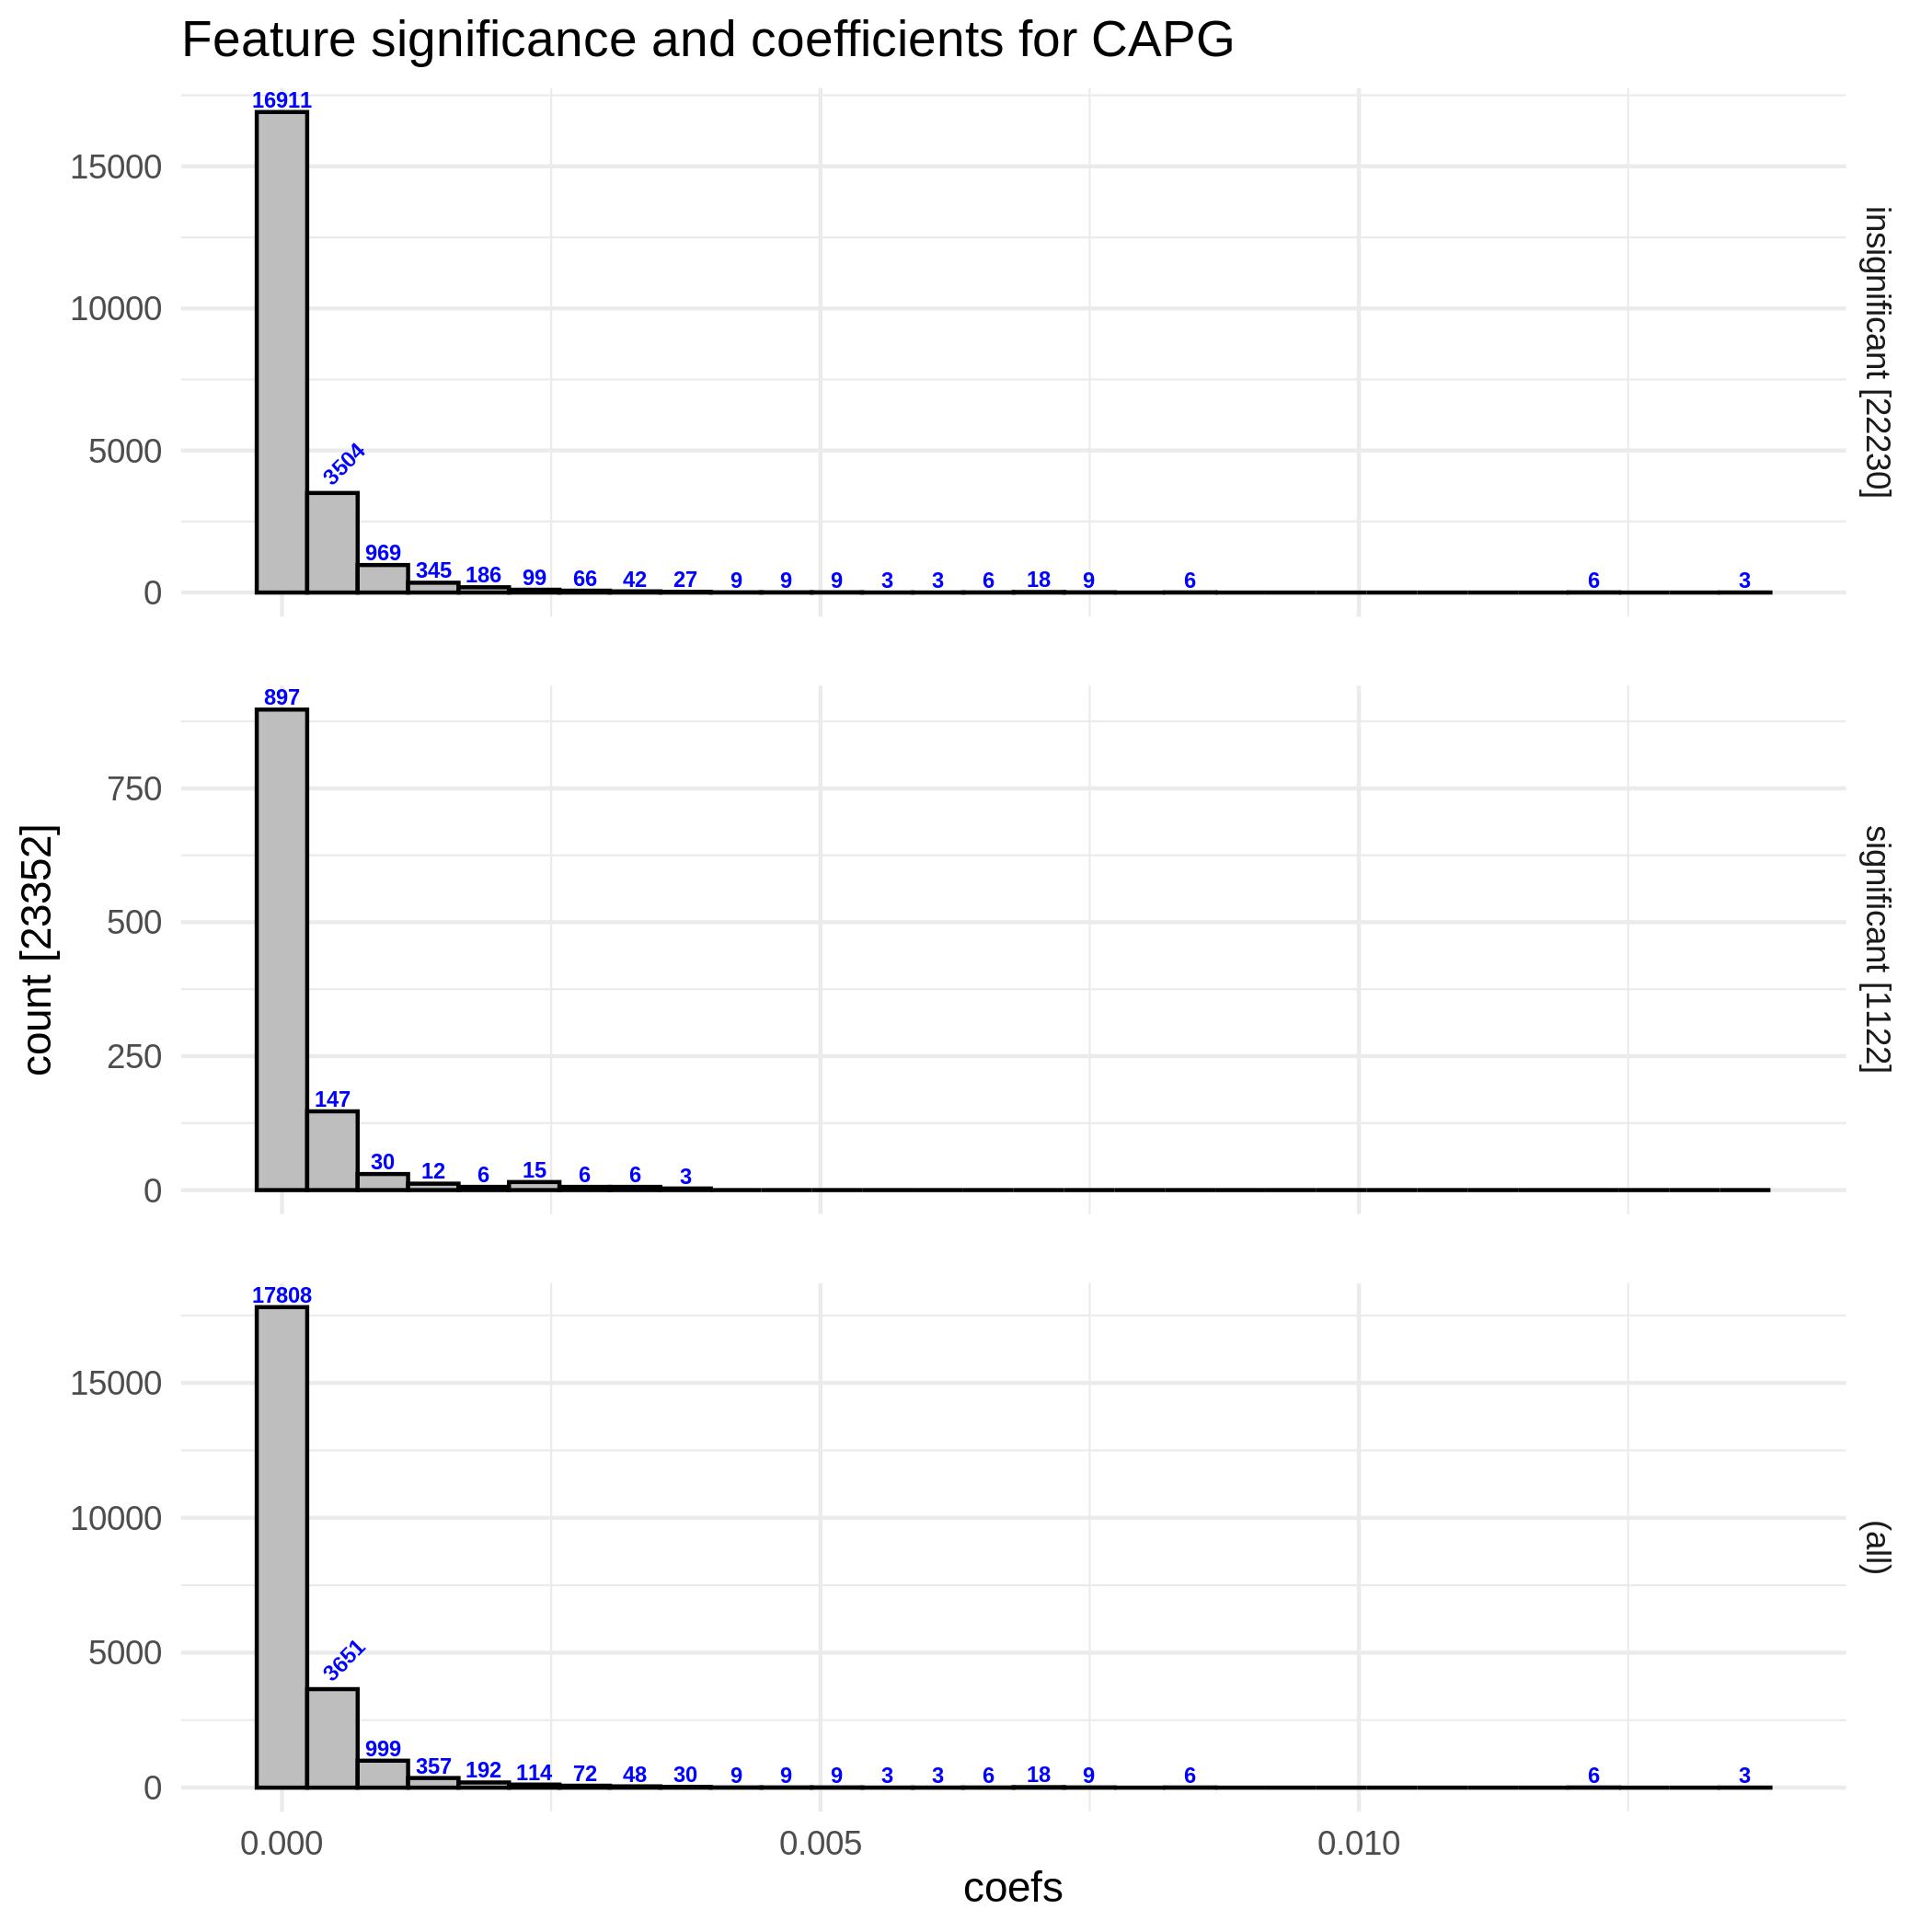 Feature significance and coefficients for CAPG
16911
15000
10000
5000
0
3504
969 345 186 99 66 42 27 9 9 9 3 3 6 18 9 6 6 3
insignificant [22230]
897
750
500
250
0
147
30 12 6 15 6 6 3
significant [1122]
count [23352]
17808
15000
10000
5000
0
3651
999 357 192 114 72 48 30 9 9 9 3 3 6 18 9 6 6 3
(all)
0.000 0.005 0.010
coefs